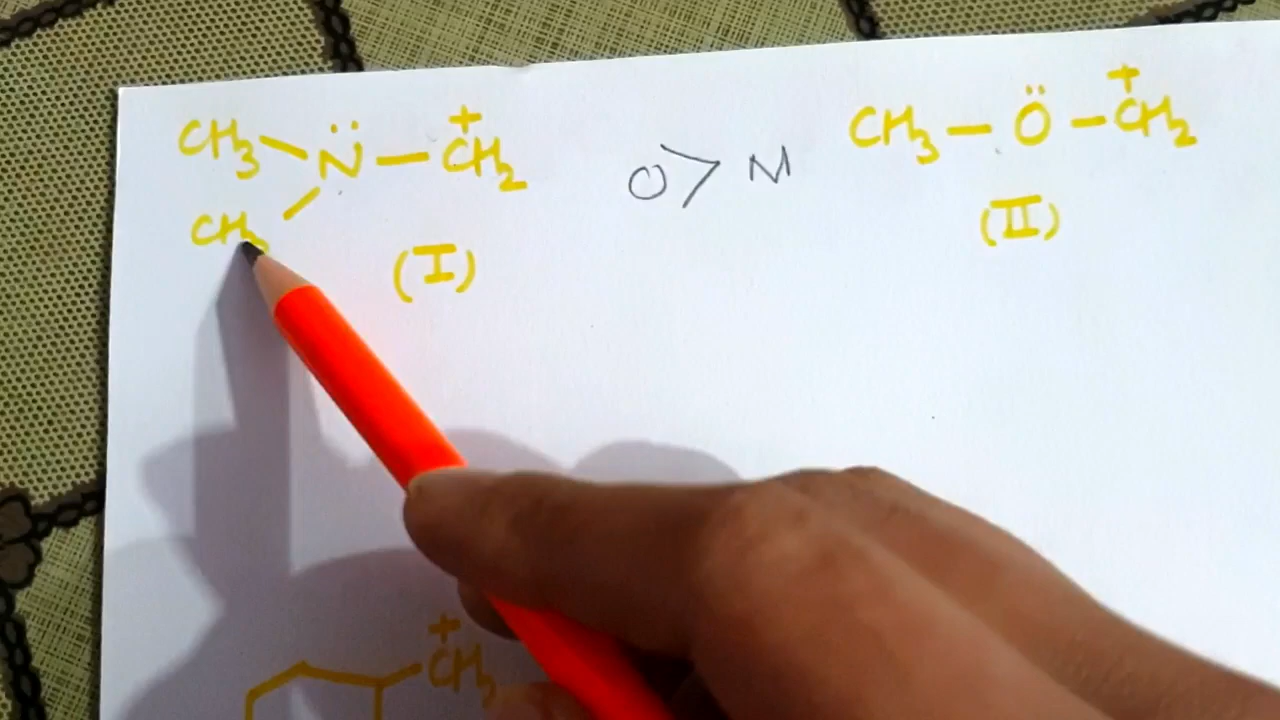 CH₃ — N̈ — C⁺H₂
CH₃
(I)
O > N
CH₃ — Ö — C⁺H₂
(II)
C⁺H₂